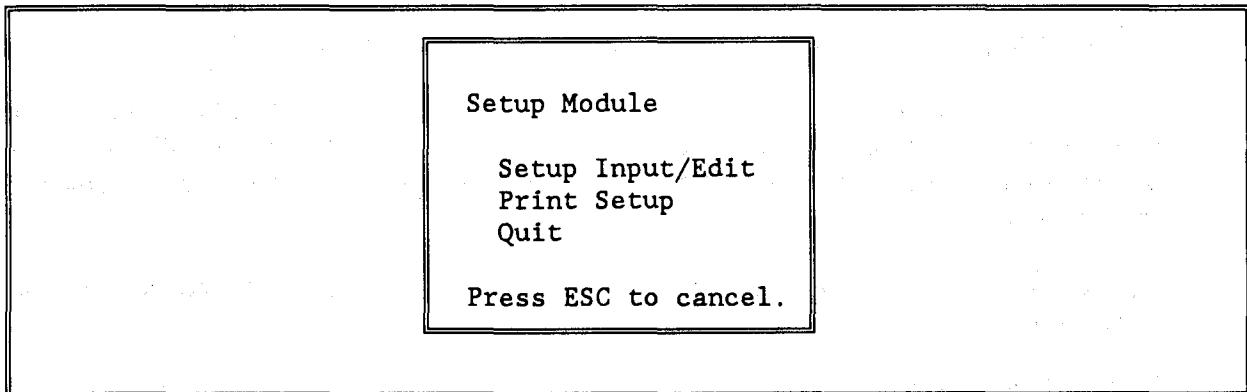 Setup Module
Setup Input/Edit
Print Setup
Quit
Press ESC to cancel.